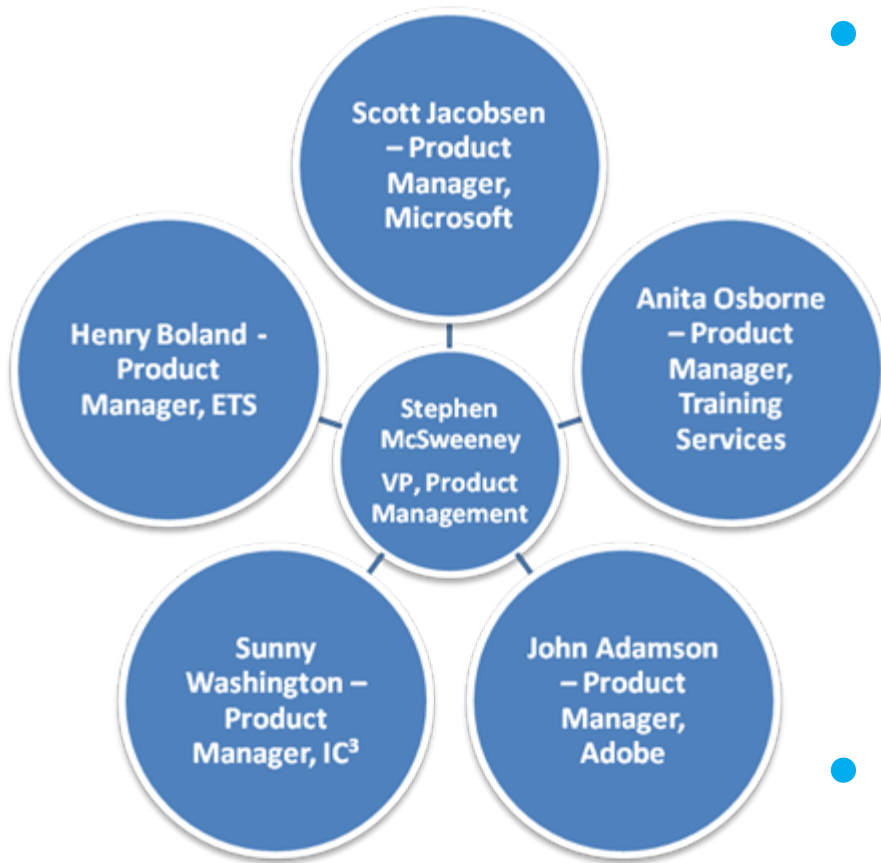 Scott Jacobsen
– Product
Manager,
Microsoft
Anita Osborne
– Product
Manager,
Training
Services
Henry Boland -
Product
Manager, ETS
Stephen
McSweeney
VP, Product
Management
Sunny
Washington –
Product
Manager, IC³
John Adamson
– Product
Manager,
Adobe